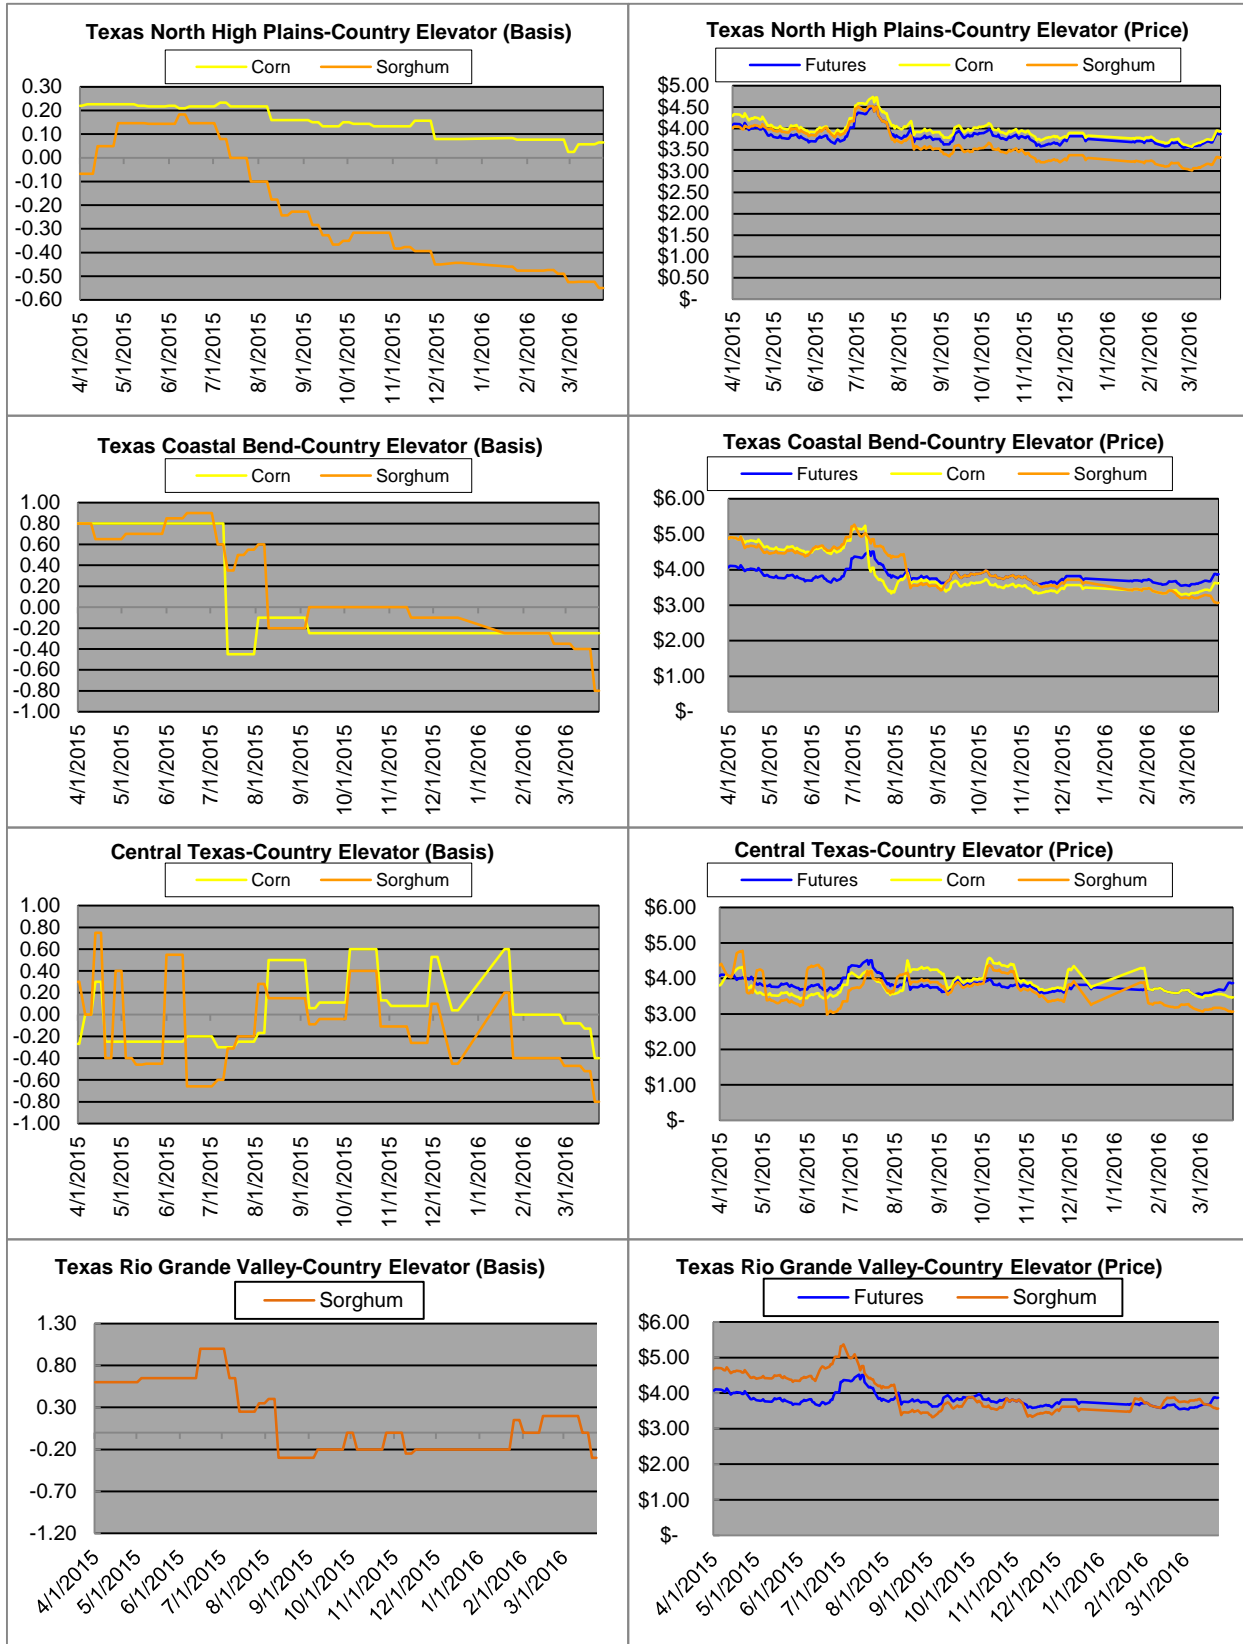 Texas North High Plains-Country Elevator (Basis)
Corn Sorghum
0.30
0.20
0.10
0.00
-0.10
-0.20
-0.30
-0.40
-0.50
-0.60
4/1/2015 5/1/2015 6/1/2015 7/1/2015 8/1/2015 9/1/2015 10/1/2015 11/1/2015 12/1/2015 1/1/2016 2/1/2016 3/1/2016
Texas North High Plains-Country Elevator (Price)
Futures Corn Sorghum
$5.00
$4.50
$4.00
$3.50
$3.00
$2.50
$2.00
$1.50
$1.00
$0.50
$-
4/1/2015 5/1/2015 6/1/2015 7/1/2015 8/1/2015 9/1/2015 10/1/2015 11/1/2015 12/1/2015 1/1/2016 2/1/2016 3/1/2016
Texas Coastal Bend-Country Elevator (Basis)
Corn Sorghum
1.00
0.80
0.60
0.40
0.20
0.00
-0.20
-0.40
-0.60
-0.80
-1.00
4/1/2015 5/1/2015 6/1/2015 7/1/2015 8/1/2015 9/1/2015 10/1/2015 11/1/2015 12/1/2015 1/1/2016 2/1/2016 3/1/2016
Texas Coastal Bend-Country Elevator (Price)
Futures Corn Sorghum
$6.00
$5.00
$4.00
$3.00
$2.00
$1.00
$-
4/1/2015 5/1/2015 6/1/2015 7/1/2015 8/1/2015 9/1/2015 10/1/2015 11/1/2015 12/1/2015 1/1/2016 2/1/2016 3/1/2016
Central Texas-Country Elevator (Basis)
Corn Sorghum
1.00
0.80
0.60
0.40
0.20
0.00
-0.20
-0.40
-0.60
-0.80
-1.00
4/1/2015 5/1/2015 6/1/2015 7/1/2015 8/1/2015 9/1/2015 10/1/2015 11/1/2015 12/1/2015 1/1/2016 2/1/2016 3/1/2016
Central Texas-Country Elevator (Price)
Futures Corn Sorghum
$6.00
$5.00
$4.00
$3.00
$2.00
$1.00
$-
4/1/2015 5/1/2015 6/1/2015 7/1/2015 8/1/2015 9/1/2015 10/1/2015 11/1/2015 12/1/2015 1/1/2016 2/1/2016 3/1/2016
Texas Rio Grande Valley-Country Elevator (Basis)
Sorghum
1.30
0.80
0.30
-0.20
-0.70
-1.20
4/1/2015 5/1/2015 6/1/2015 7/1/2015 8/1/2015 9/1/2015 10/1/2015 11/1/2015 12/1/2015 1/1/2016 2/1/2016 3/1/2016
Texas Rio Grande Valley-Country Elevator (Price)
Futures Sorghum
$6.00
$5.00
$4.00
$3.00
$2.00
$1.00
$-
4/1/2015 5/1/2015 6/1/2015 7/1/2015 8/1/2015 9/1/2015 10/1/2015 11/1/2015 12/1/2015 1/1/2016 2/1/2016 3/1/2016